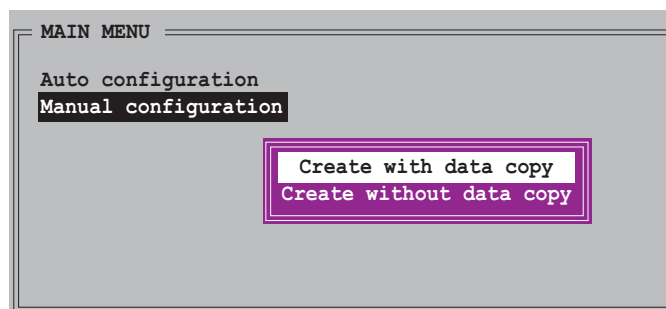 MAIN MENU
Auto configuration
Manual configuration
Create with data copy
Create without data copy